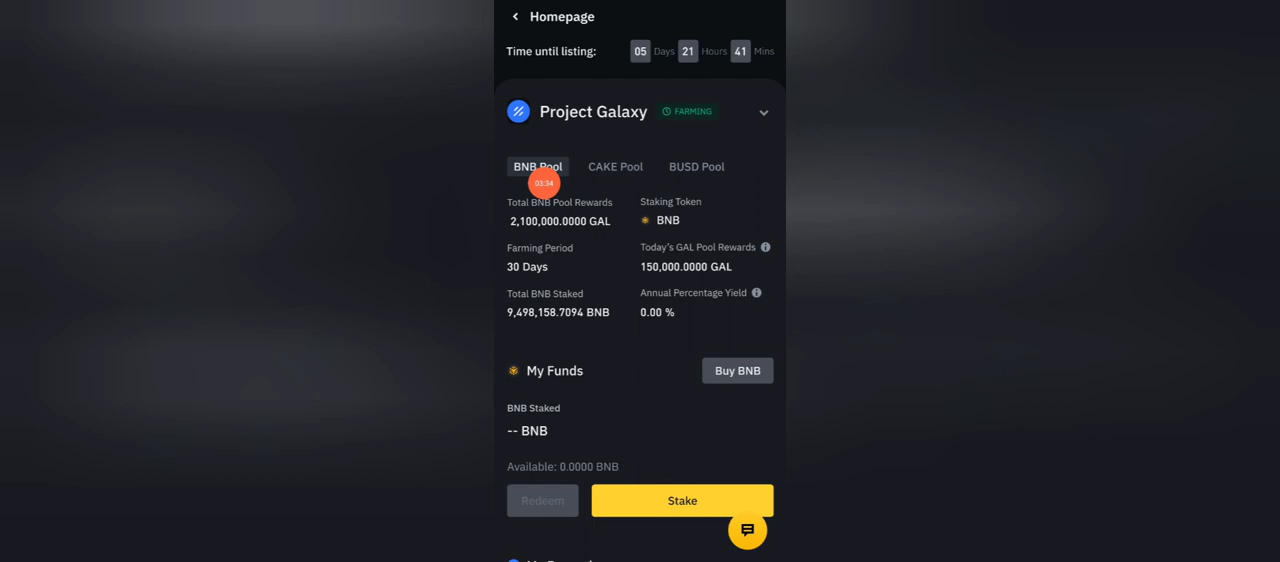 Homepage
Time until listing: 05 Days 21 Hours 41 Mins
Project Galaxy FARMING
BNB Pool CAKE Pool BUSD Pool
03:34
Total BNB Pool Rewards Staking Token
2,100,000.0000 GAL BNB
Farming Period Today's GAL Pool Rewards
30 Days 150,000.0000 GAL
Total BNB Staked Annual Percentage Yield
9,498,158.7094 BNB 0.00 %
My Funds Buy BNB
BNB Staked
-- BNB
Available: 0.0000 BNB
Redeem Stake